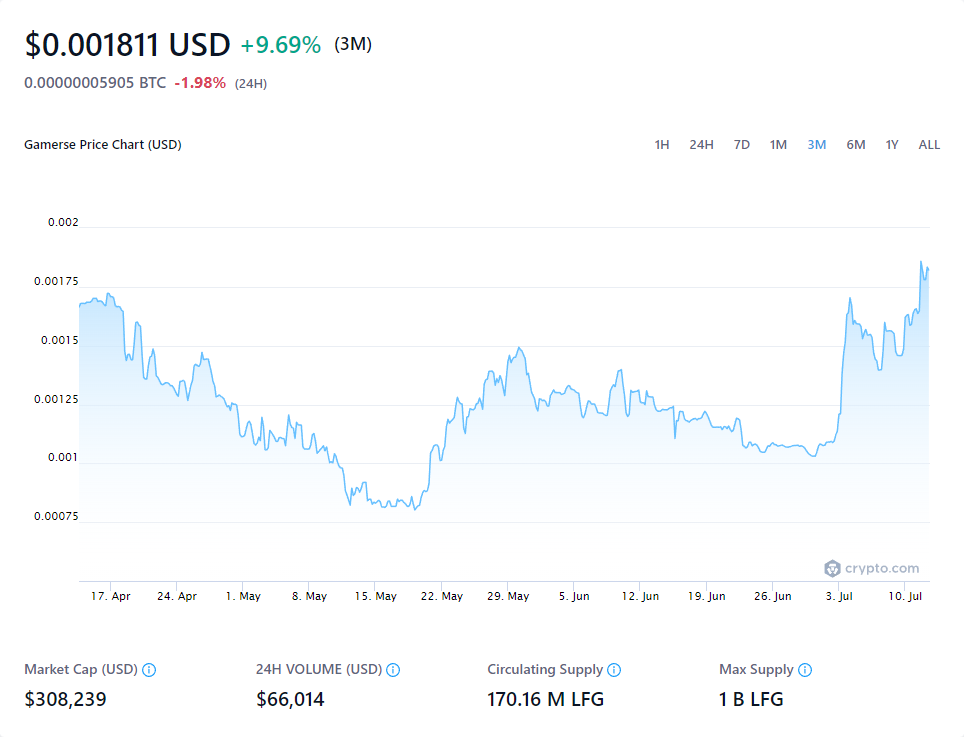 $0.001811 USD +9.69% (3M)
0.00000005905 BTC -1.98% (24H)
Gamerse Price Chart (USD) 1H 24H 7D 1M 3M 6M 1Y ALL
0.002
0.00175
0.0015
0.00125
0.001
0.00075
crypto.com
17. Apr 24. Apr 1. May 8. May 15. May 22. May 29. May 5. Jun 12. Jun 19. Jun 26. Jun 3. Jul 10. Jul
Market Cap (USD) 24H VOLUME (USD) Circulating Supply Max Supply
$308,239 $66,014 170.16 M LFG 1 B LFG